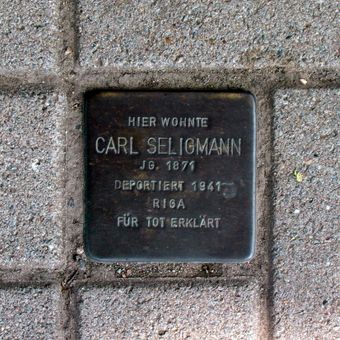 HIER WOHNTE
CARL SELIGMANN
JG. 1871
DEPORTIERT 1941
RIGA
FÜR TOT ERKLÄRT